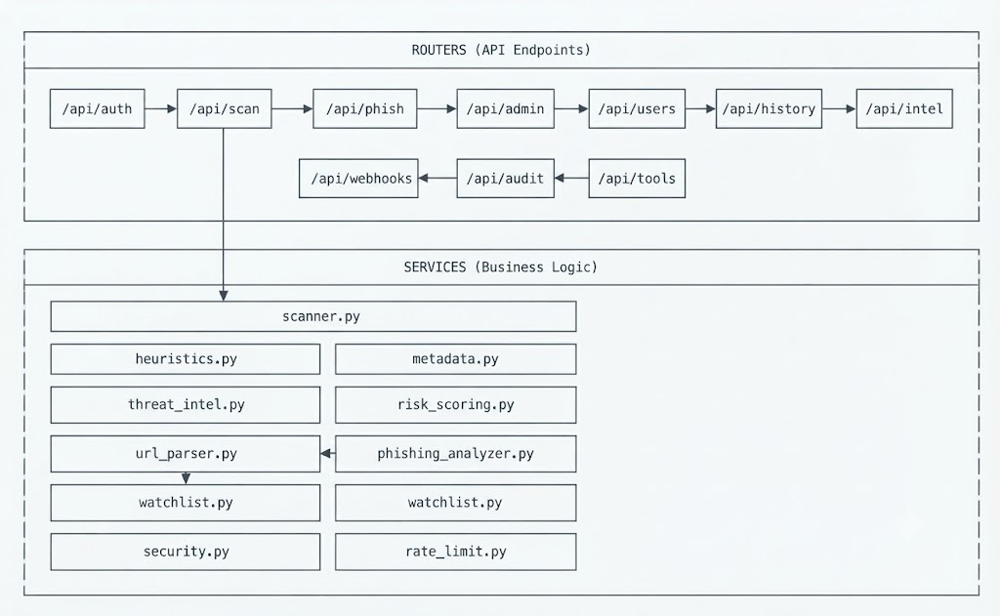 ROUTERS (API Endpoints)
/api/auth /api/scan /api/phish /api/admin /api/users /api/history /api/intel
/api/webhooks /api/audit /api/tools
SERVICES (Business Logic)
scanner.py
heuristics.py metadata.py
threat_intel.py risk_scoring.py
url_parser.py phishing_analyzer.py
watchlist.py watchlist.py
security.py rate_limit.py